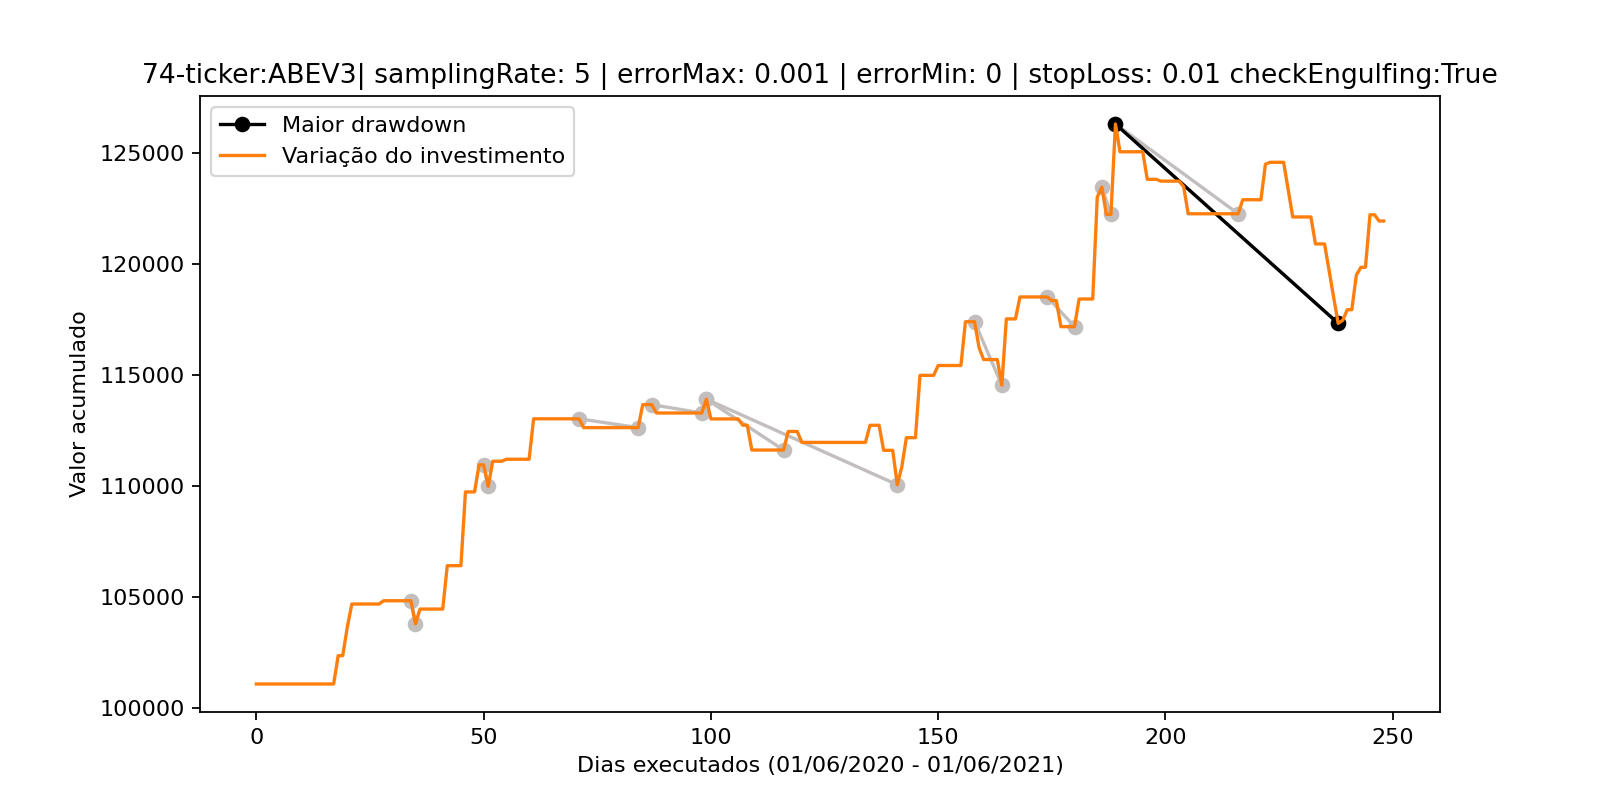 74-ticker:ABEV3| samplingRate: 5 | errorMax: 0.001 | errorMin: 0 | stopLoss: 0.01 checkEngulfing:True
Maior drawdown
Variação do investimento
125000
120000
115000
110000
105000
100000
Valor acumulado
0 50 100 150 200 250
Dias executados (01/06/2020 - 01/06/2021)